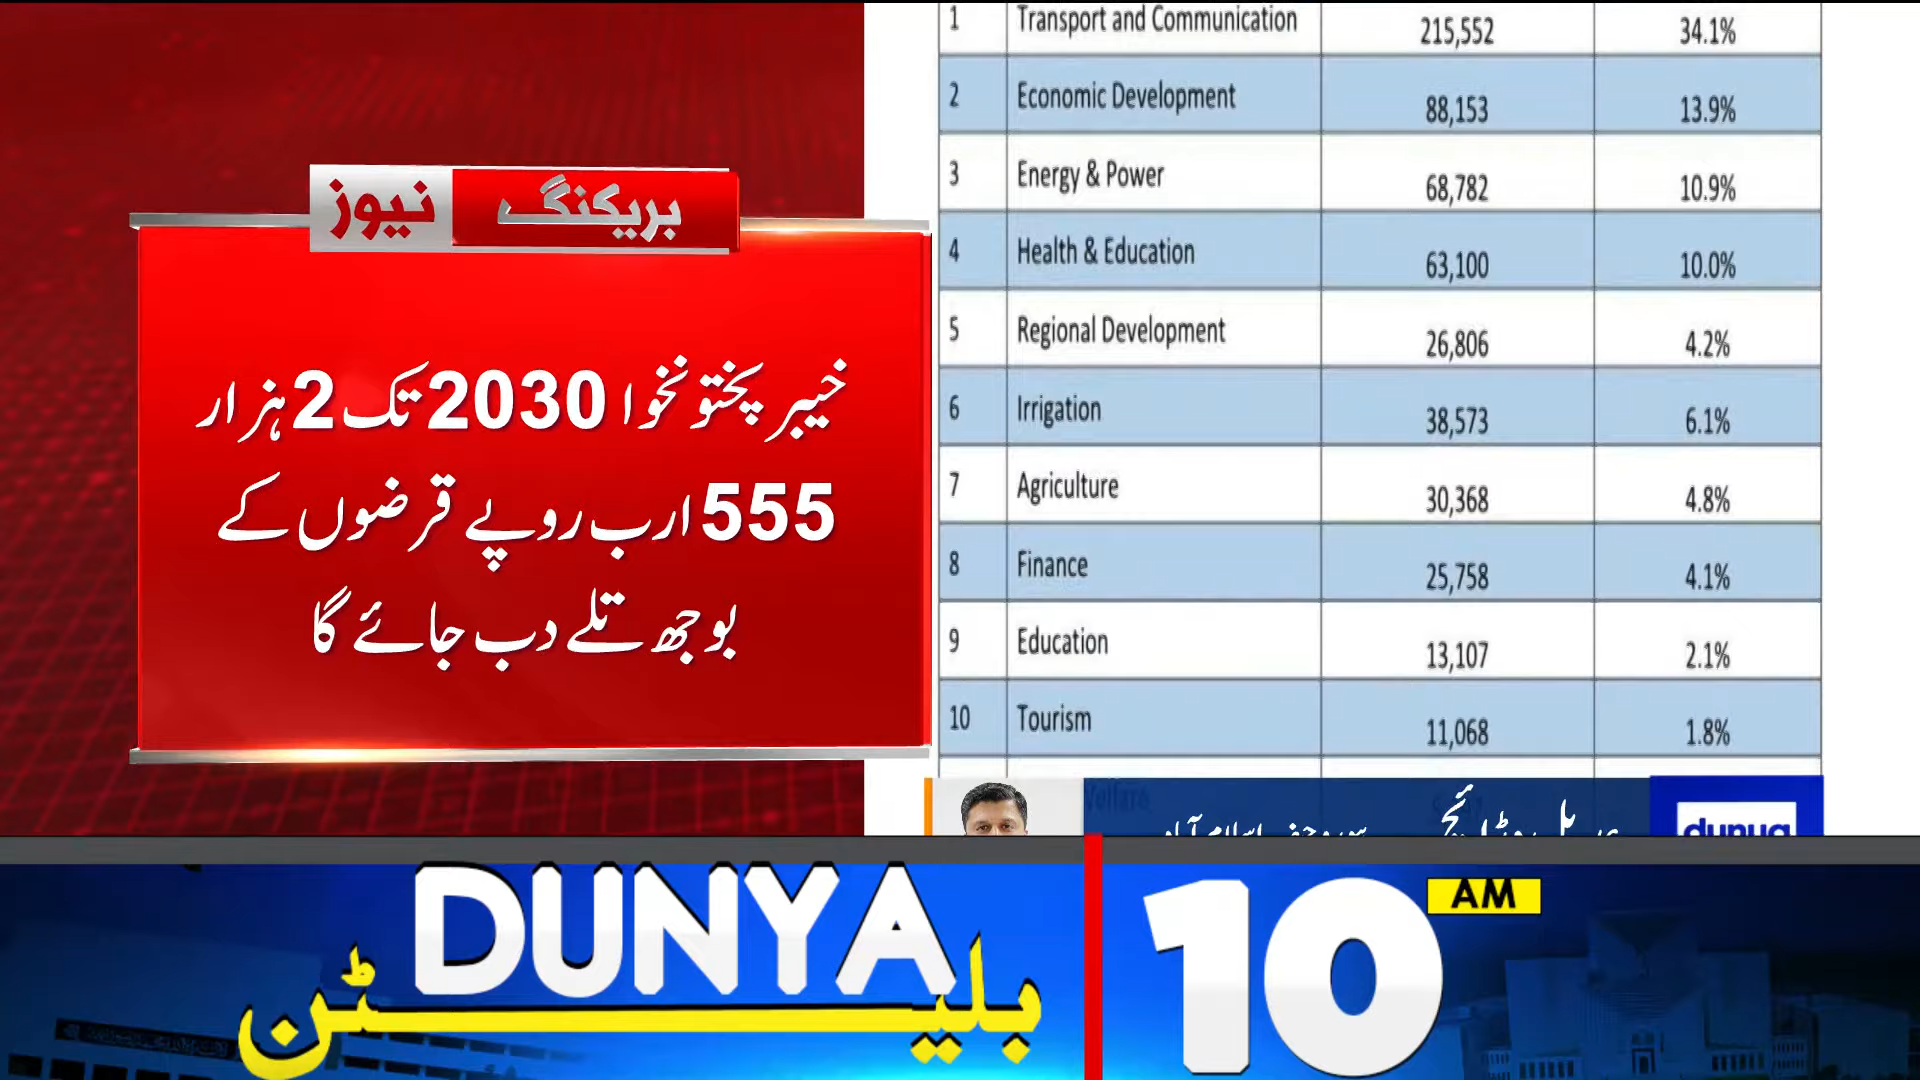 بریکنگ نیوز
خیبر پختونخوا 2030 تک 2 ہزار
555 ارب روپے قرضوں کے
بوجھ تلے دب جائے گا
1 Transport and Communication 215,552 34.1%
2 Economic Development 88,153 13.9%
3 Energy & Power 68,782 10.9%
4 Health & Education 63,100 10.0%
5 Regional Development 26,806 4.2%
6 Irrigation 38,573 6.1%
7 Agriculture 30,368 4.8%
8 Finance 25,758 4.1%
9 Education 13,107 2.1%
10 Tourism 11,068 1.8%
dunya
DUNYA
بلیٹن
10 AM